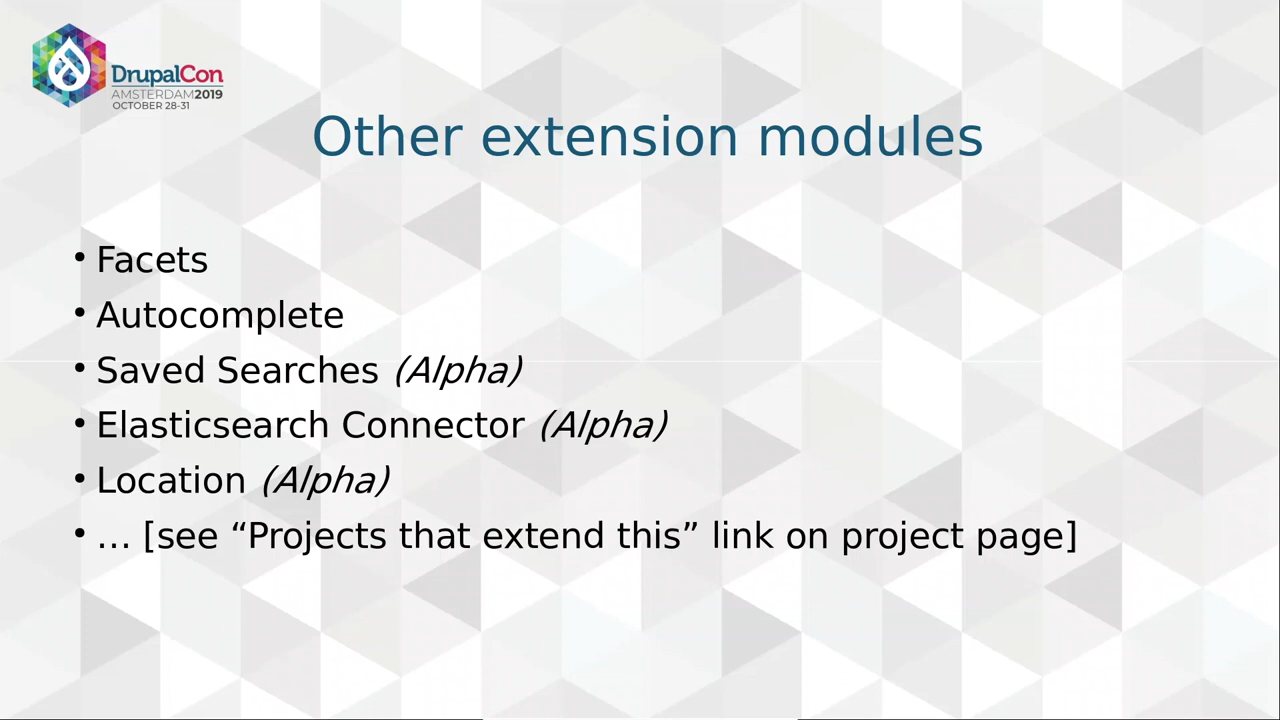 DrupalCon
AMSTERDAM2019
OCTOBER 28-31
Other extension modules
• Facets
• Autocomplete
• Saved Searches (Alpha)
• Elasticsearch Connector (Alpha)
• Location (Alpha)
• … [see “Projects that extend this” link on project page]